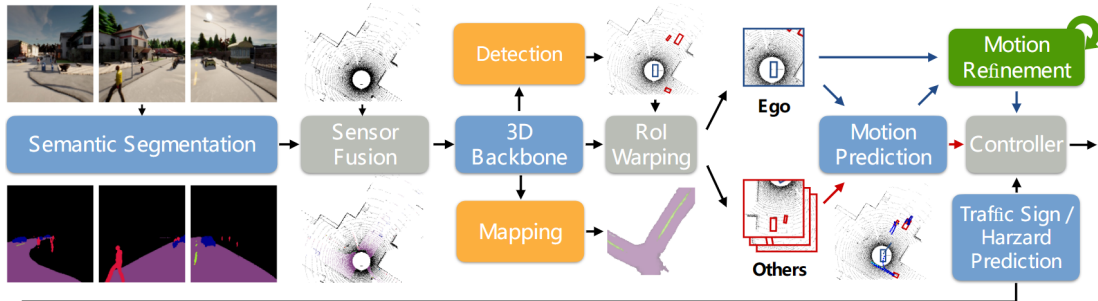 Semantic Segmentation
Sensor
Fusion
Detection
3D
Backbone
Mapping
RoI
Warping
Ego
Others
Motion
Prediction
Motion
Refinement
Controller
Traffic Sign /
Harzard
Prediction